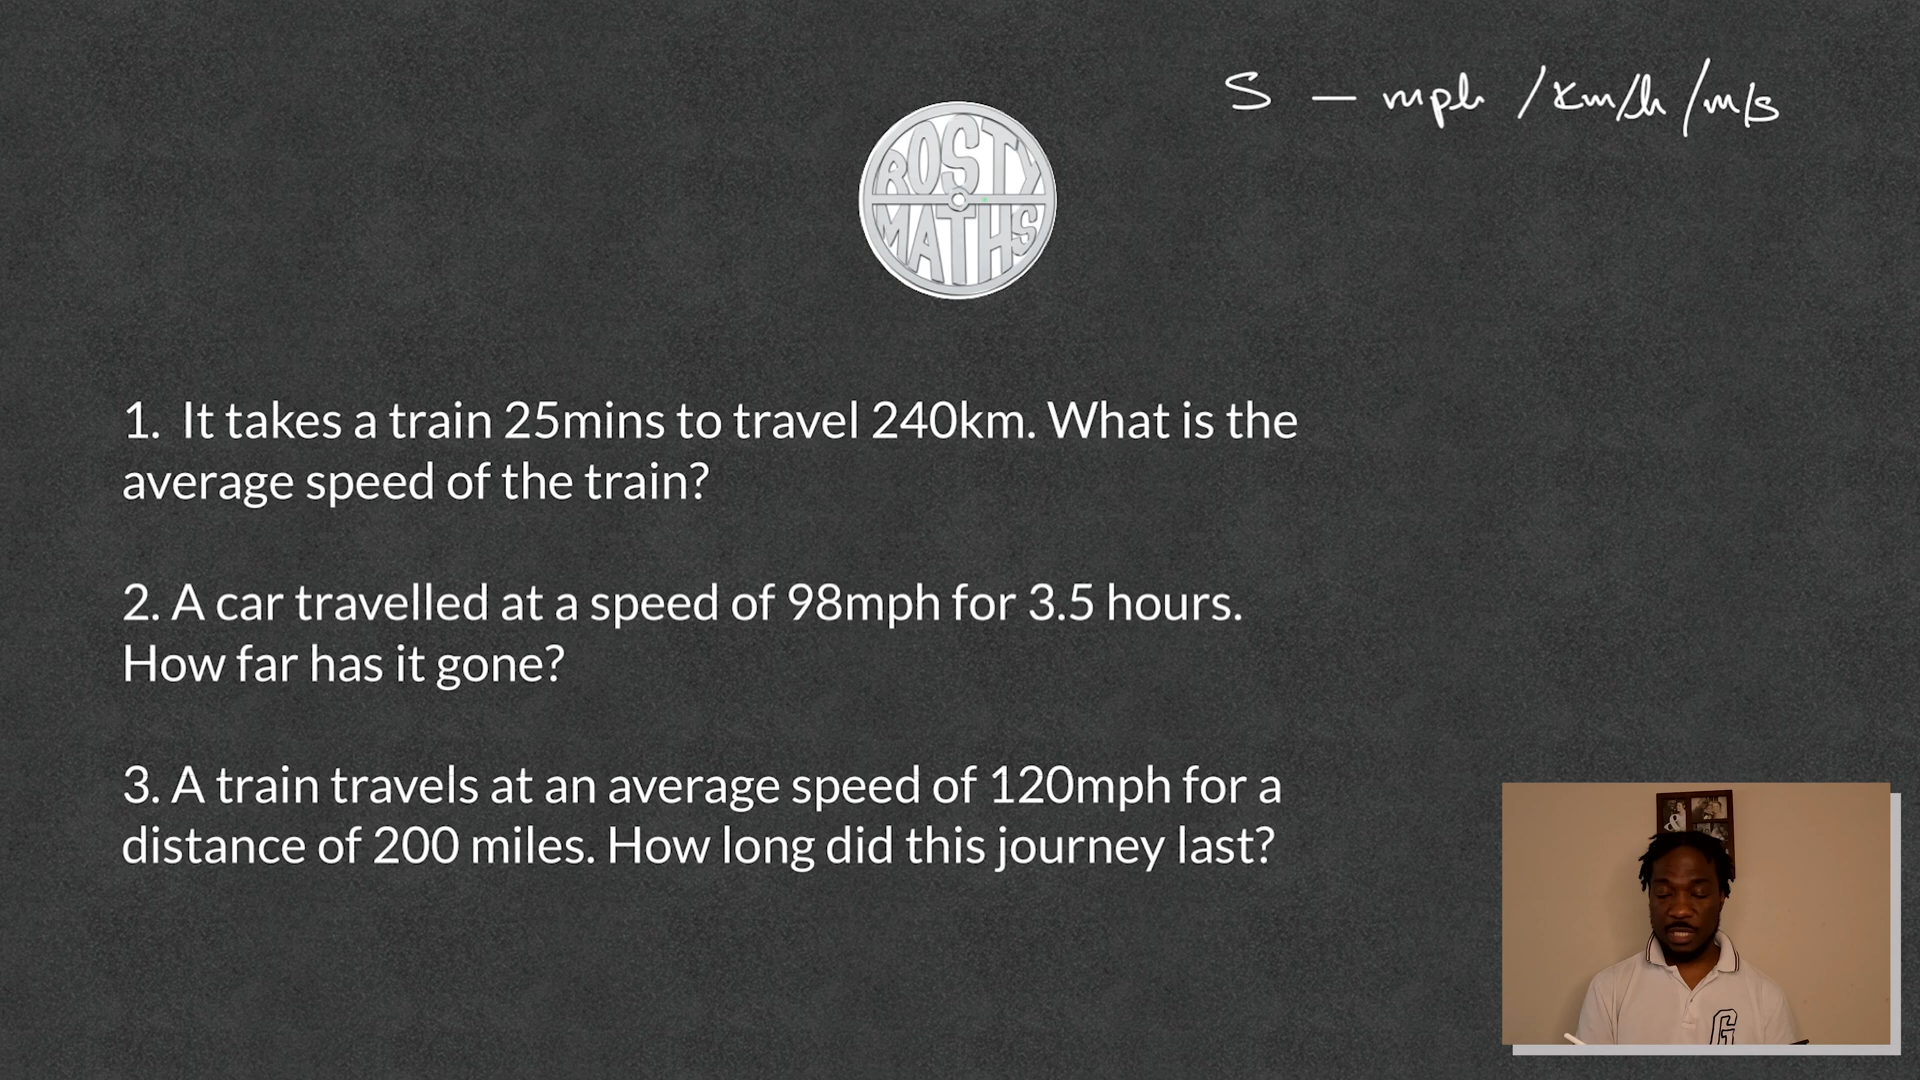 S — mph /km/h /m/s
ROSTY
MATHS
1. It takes a train 25mins to travel 240km. What is the
average speed of the train?
2. A car travelled at a speed of 98mph for 3.5 hours.
How far has it gone?
3. A train travels at an average speed of 120mph for a
distance of 200 miles. How long did this journey last?
G